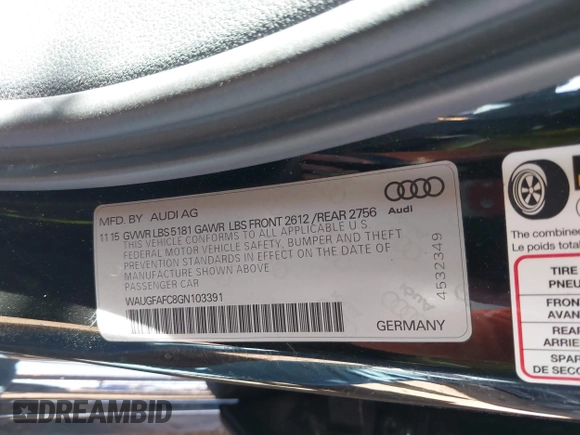 MFD. BY AUDI AG
11 15 GVWR LBS 5181 GAWR LBS FRONT 2612 /REAR 2756
THIS VEHICLE CONFORMS TO ALL APPLICABLE U.S.
FEDERAL MOTOR VEHICLE SAFETY, BUMPER AND THEFT
PREVENTION STANDARDS IN EFFECT ON THE DATE OF
MANUFACTURE SHOWN ABOVE
PASSENGER CAR
WAUGFAFC8GN103391
Audi
4532349
GERMANY
The combined
Le poids total
TIRE
PNEU
FRON
AVAN
REA
ARRIE
SPAR
DE SECO
DREAMBID